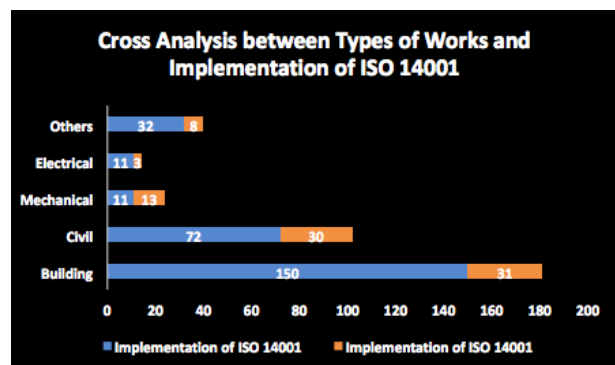 Cross Analysis between Types of Works and
Implementation of ISO 14001
Others 32 8
Electrical 11 3
Mechanical 11 13
Civil 72 30
Building 150 31
0 20 40 60 80 100 120 140 160 180 200
Implementation of ISO 14001 Implementation of ISO 14001